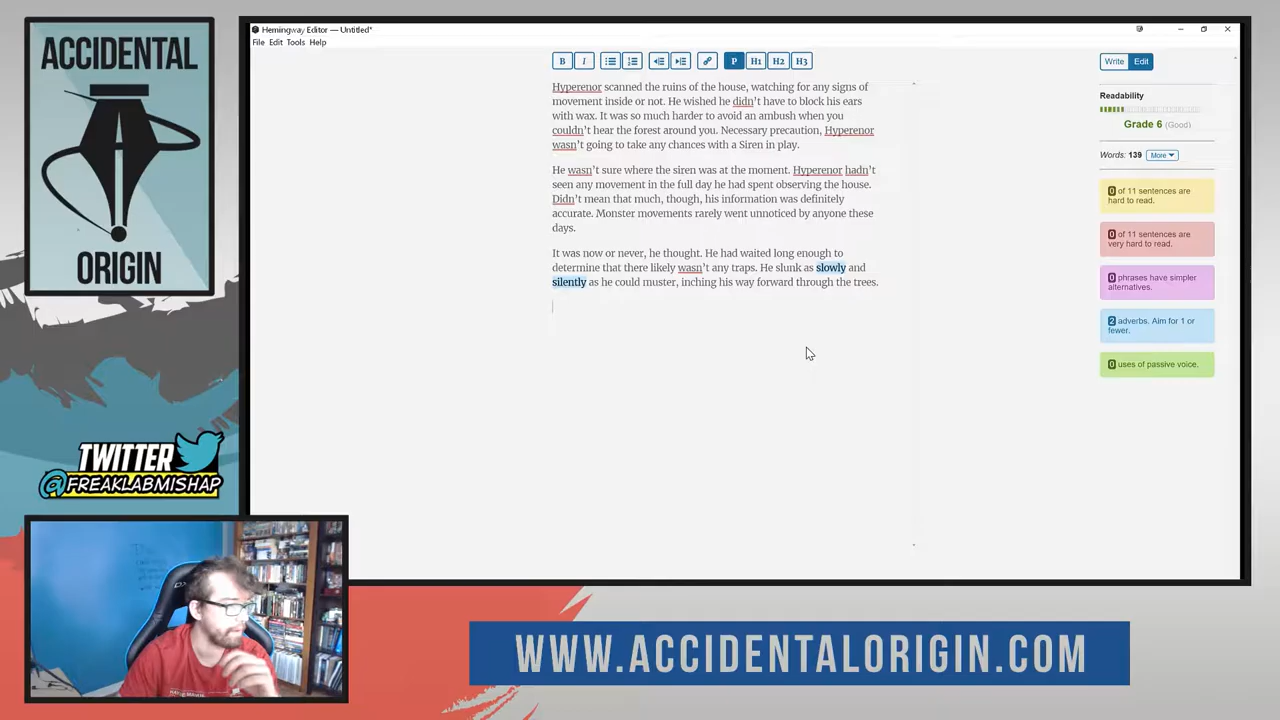 ACCIDENTAL
ORIGIN
TWITTER
@FREAKLABMISHAP
Hemingway Editor — Untitled*
File Edit Tools Help
B I P H1 H2 H3
Hyperenor scanned the ruins of the house, watching for any signs of
movement inside or not. He wished he didn't have to block his ears
with wax. It was so much harder to avoid an ambush when you
couldn't hear the forest around you. Necessary precaution, Hyperenor
wasn't going to take any chances with a Siren in play.
He wasn't sure where the siren was at the moment. Hyperenor hadn't
seen any movement in the full day he had spent observing the house.
Didn't mean that much, though, his information was definitely
accurate. Monster movements rarely went unnoticed by anyone these
days.
It was now or never, he thought. He had waited long enough to
determine that there likely wasn't any traps. He slunk as slowly and
silently as he could muster, inching his way forward through the trees.
Write Edit
Readability
Grade 6 (Good)
Words: 139 More
0 of 11 sentences are
hard to read.
0 of 11 sentences are
very hard to read.
0 phrases have simpler
alternatives.
2 adverbs. Aim for 1 or
fewer.
0 uses of passive voice.
WWW.ACCIDENTALORIGIN.COM